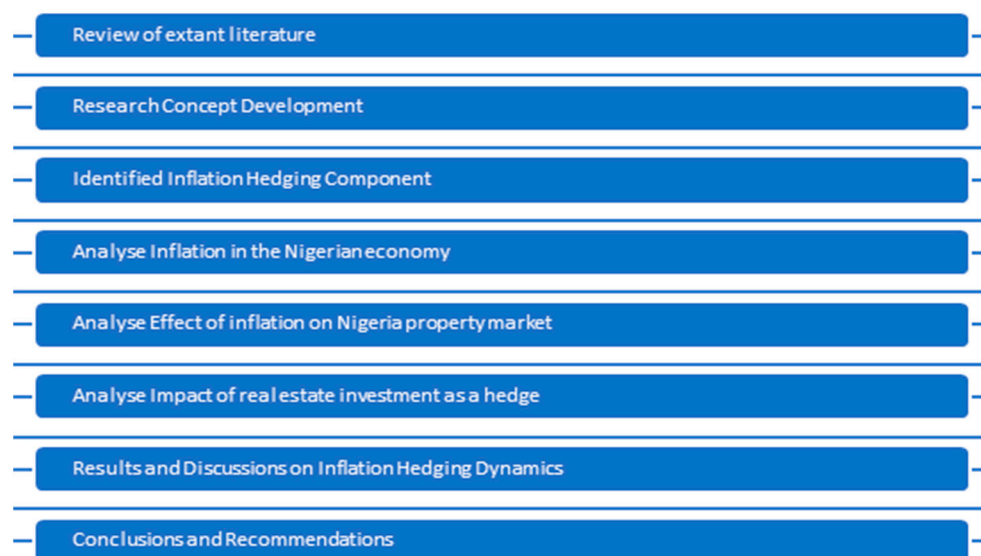 Review of extant literature
Research Concept Development
Identified Inflation Hedging Component
Analyse Inflation in the Nigerian economy
Analyse Effect of inflation on Nigeria property market
Analyse Impact of real estate investment as a hedge
Results and Discussions on Inflation Hedging Dynamics
Conclusions and Recommendations